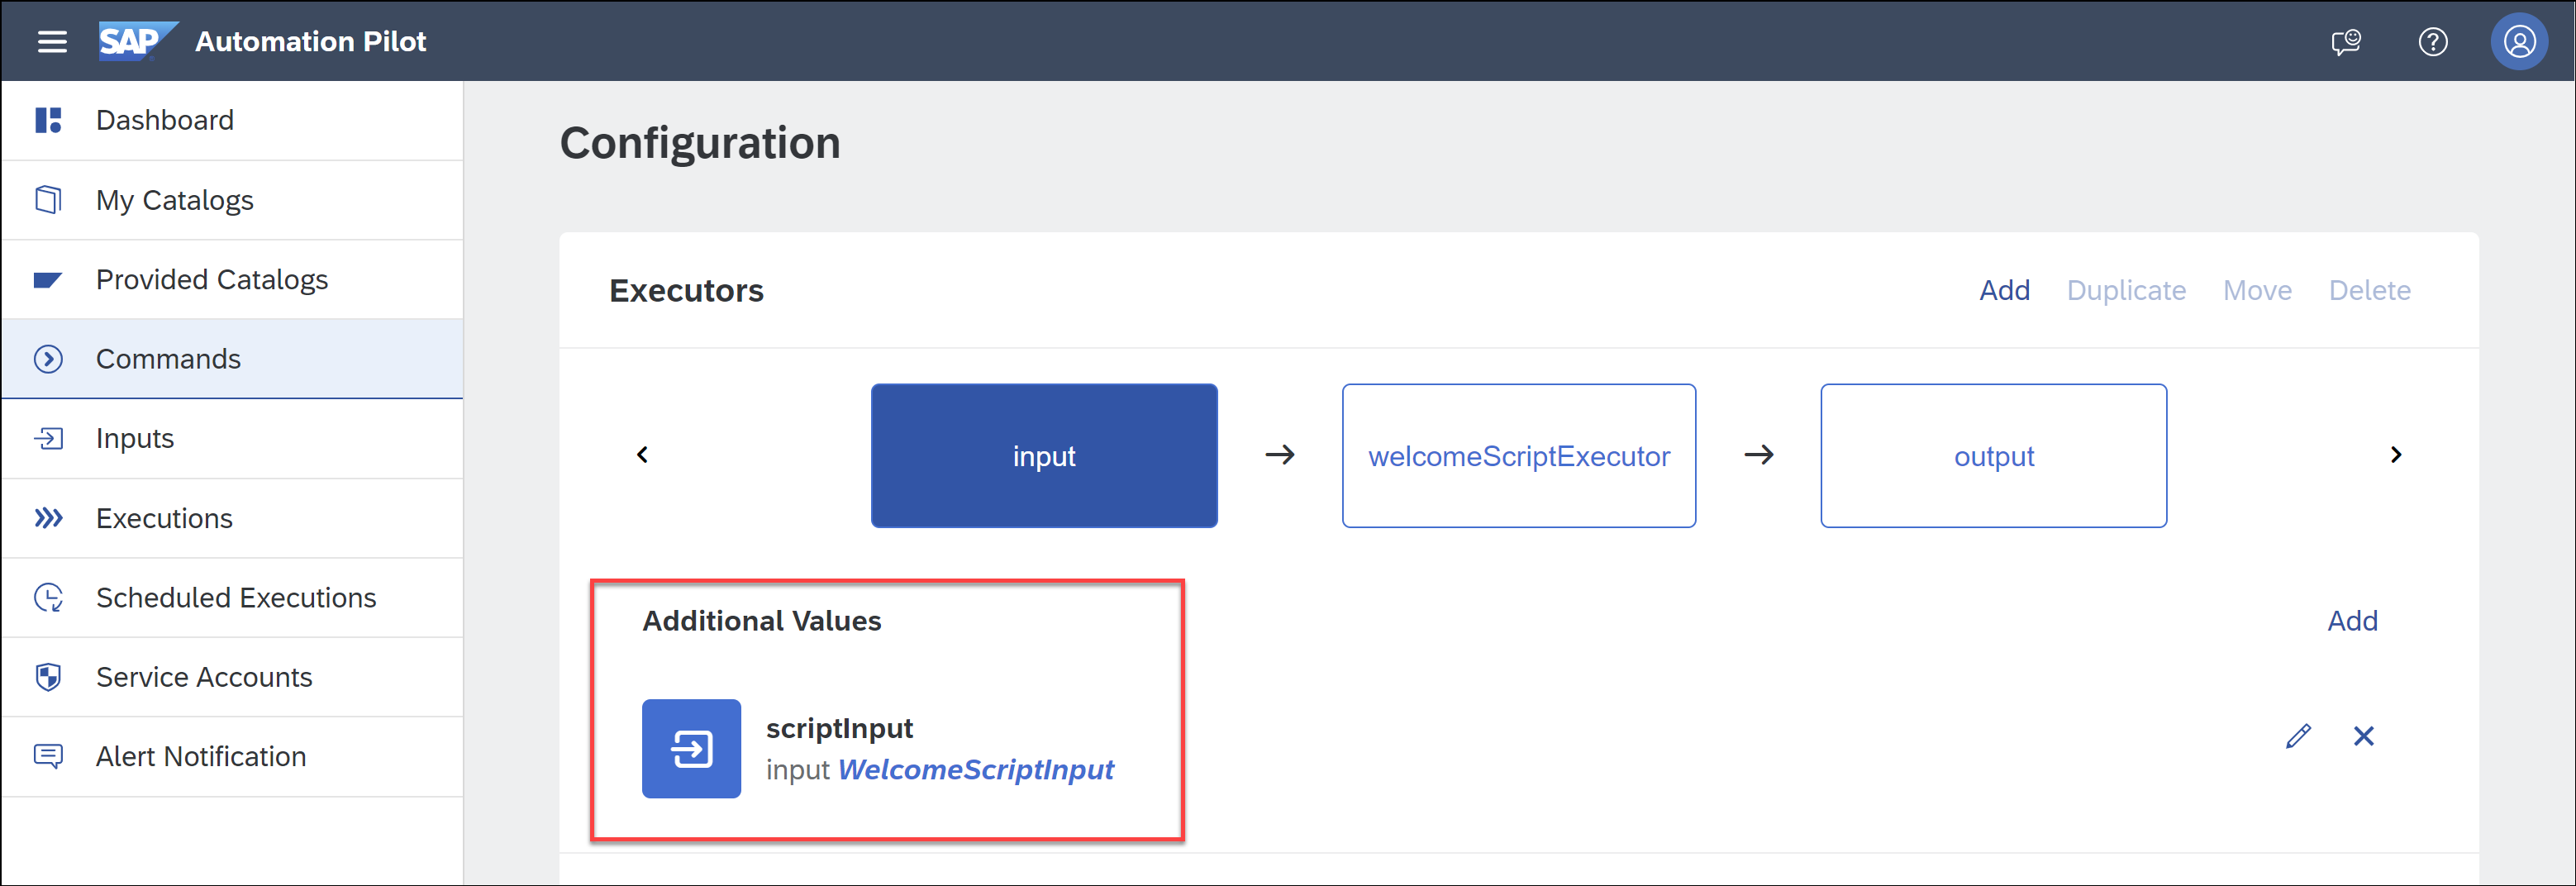 SAP Automation Pilot
Dashboard
My Catalogs
Provided Catalogs
Commands
Inputs
Executions
Scheduled Executions
Service Accounts
Alert Notification
Configuration
Executors
Add Duplicate Move Delete
input welcomeScriptExecutor output
Additional Values
Add
scriptInput
input WelcomeScriptInput